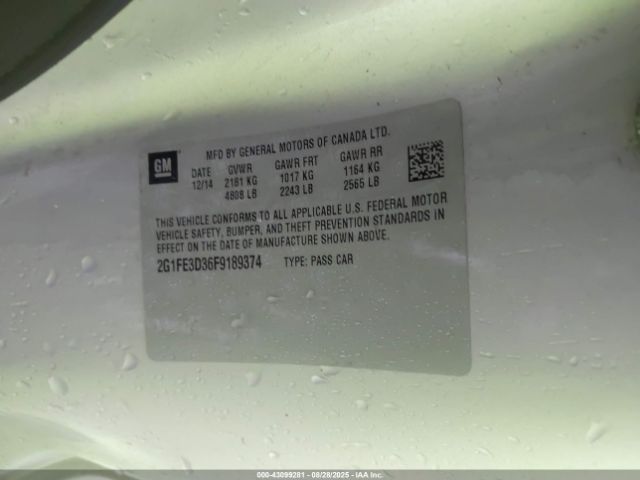 MFD BY GENERAL MOTORS OF CANADA LTD.
GM
DATE GVWR GAWR FRT GAWR RR
12/14 2181 KG 1017 KG 1164 KG
4808 LB 2243 LB 2565 LB
THIS VEHICLE CONFORMS TO ALL APPLICABLE U.S. FEDERAL MOTOR
VEHICLE SAFETY, BUMPER, AND THEFT PREVENTION STANDARDS IN
EFFECT ON THE DATE OF MANUFACTURE SHOWN ABOVE.
2G1FE3D36F9189374 TYPE: PASS CAR
000-43099281 - 08/28/2025 - IAA Inc.